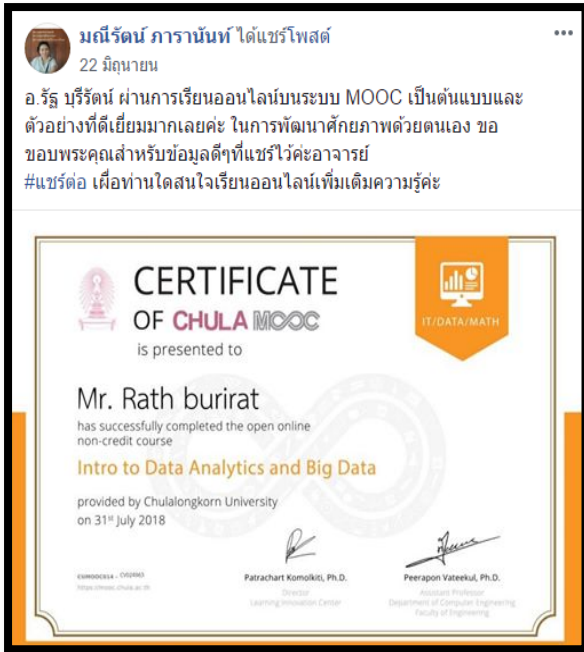 มณีรัตน์ ภารานันท์ ได้แชร์โพสต์
22 มิถุนายน
อ.รัฐ บุรีรัตน์ ผ่านการเรียนออนไลน์บนระบบ MOOC เป็นต้นแบบและ
ตัวอย่างที่ดีเยี่ยมมากเลยค่ะ ในการพัฒนาศักยภาพด้วยตนเอง ขอ
ขอบพระคุณสำหรับข้อมูลดีๆที่แชร์ไว้ค่ะอาจารย์
#แชร์ต่อ เผื่อท่านใดสนใจเรียนออนไลน์เพิ่มเติมความรู้ค่ะ
CERTIFICATE
OF CHULA MOOC
is presented to
IT/DATA/MATH
Mr. Rath burirat
has successfully completed the open online
non-credit course
Intro to Data Analytics and Big Data
provided by Chulalongkorn University
on 31st July 2018
Patrachart Komolkiti, Ph.D.
Director
Learning Innovation Center
Peerapon Vateekul, Ph.D.
Assistant Professor
Department of Computer Engineering
Faculty of Engineering
https://mooc.chula.ac.th